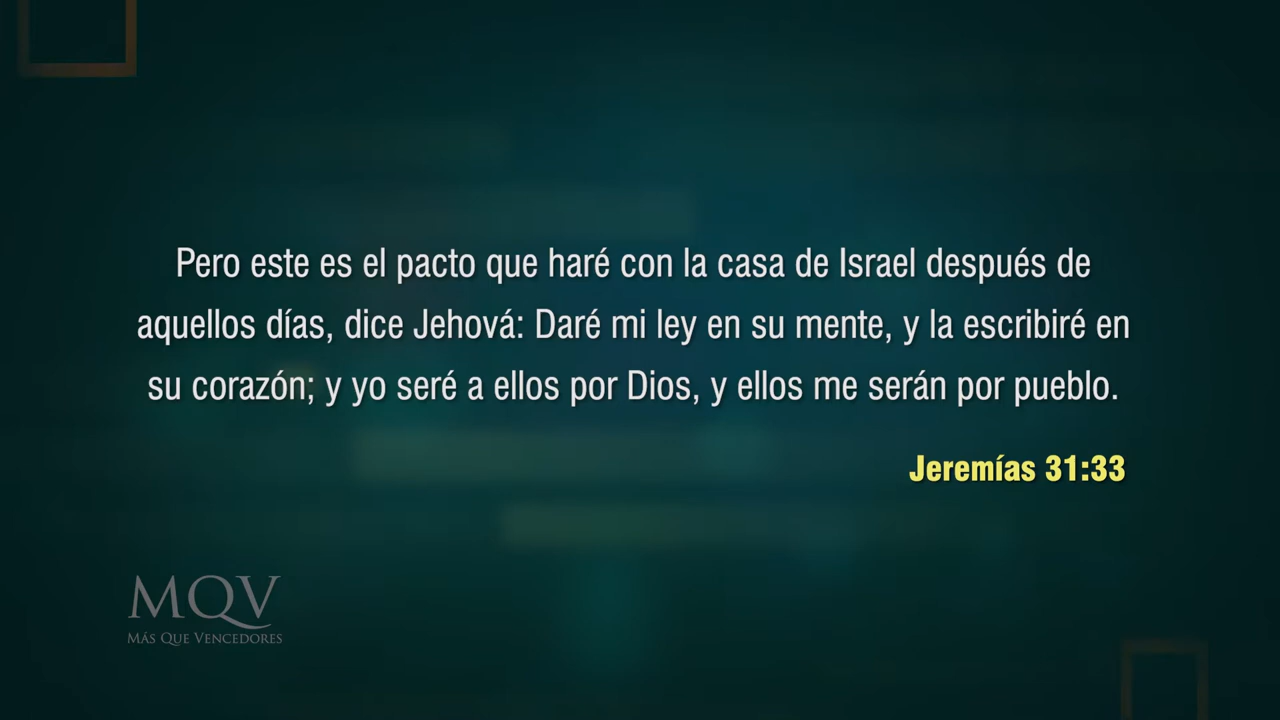 Pero este es el pacto que haré con la casa de Israel después de
aquellos días, dice Jehová: Daré mi ley en su mente, y la escribiré en
su corazón; y yo seré a ellos por Dios, y ellos me serán por pueblo.
Jeremías 31:33
MQV
Más Que Vencedores